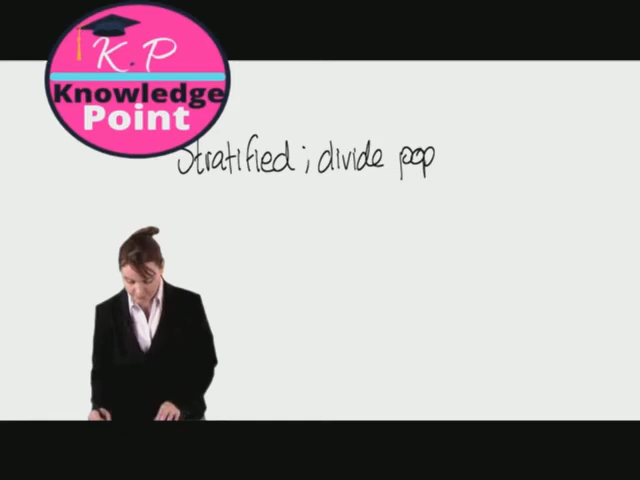 K.P
Knowledge
Point
Stratified ; divide pop